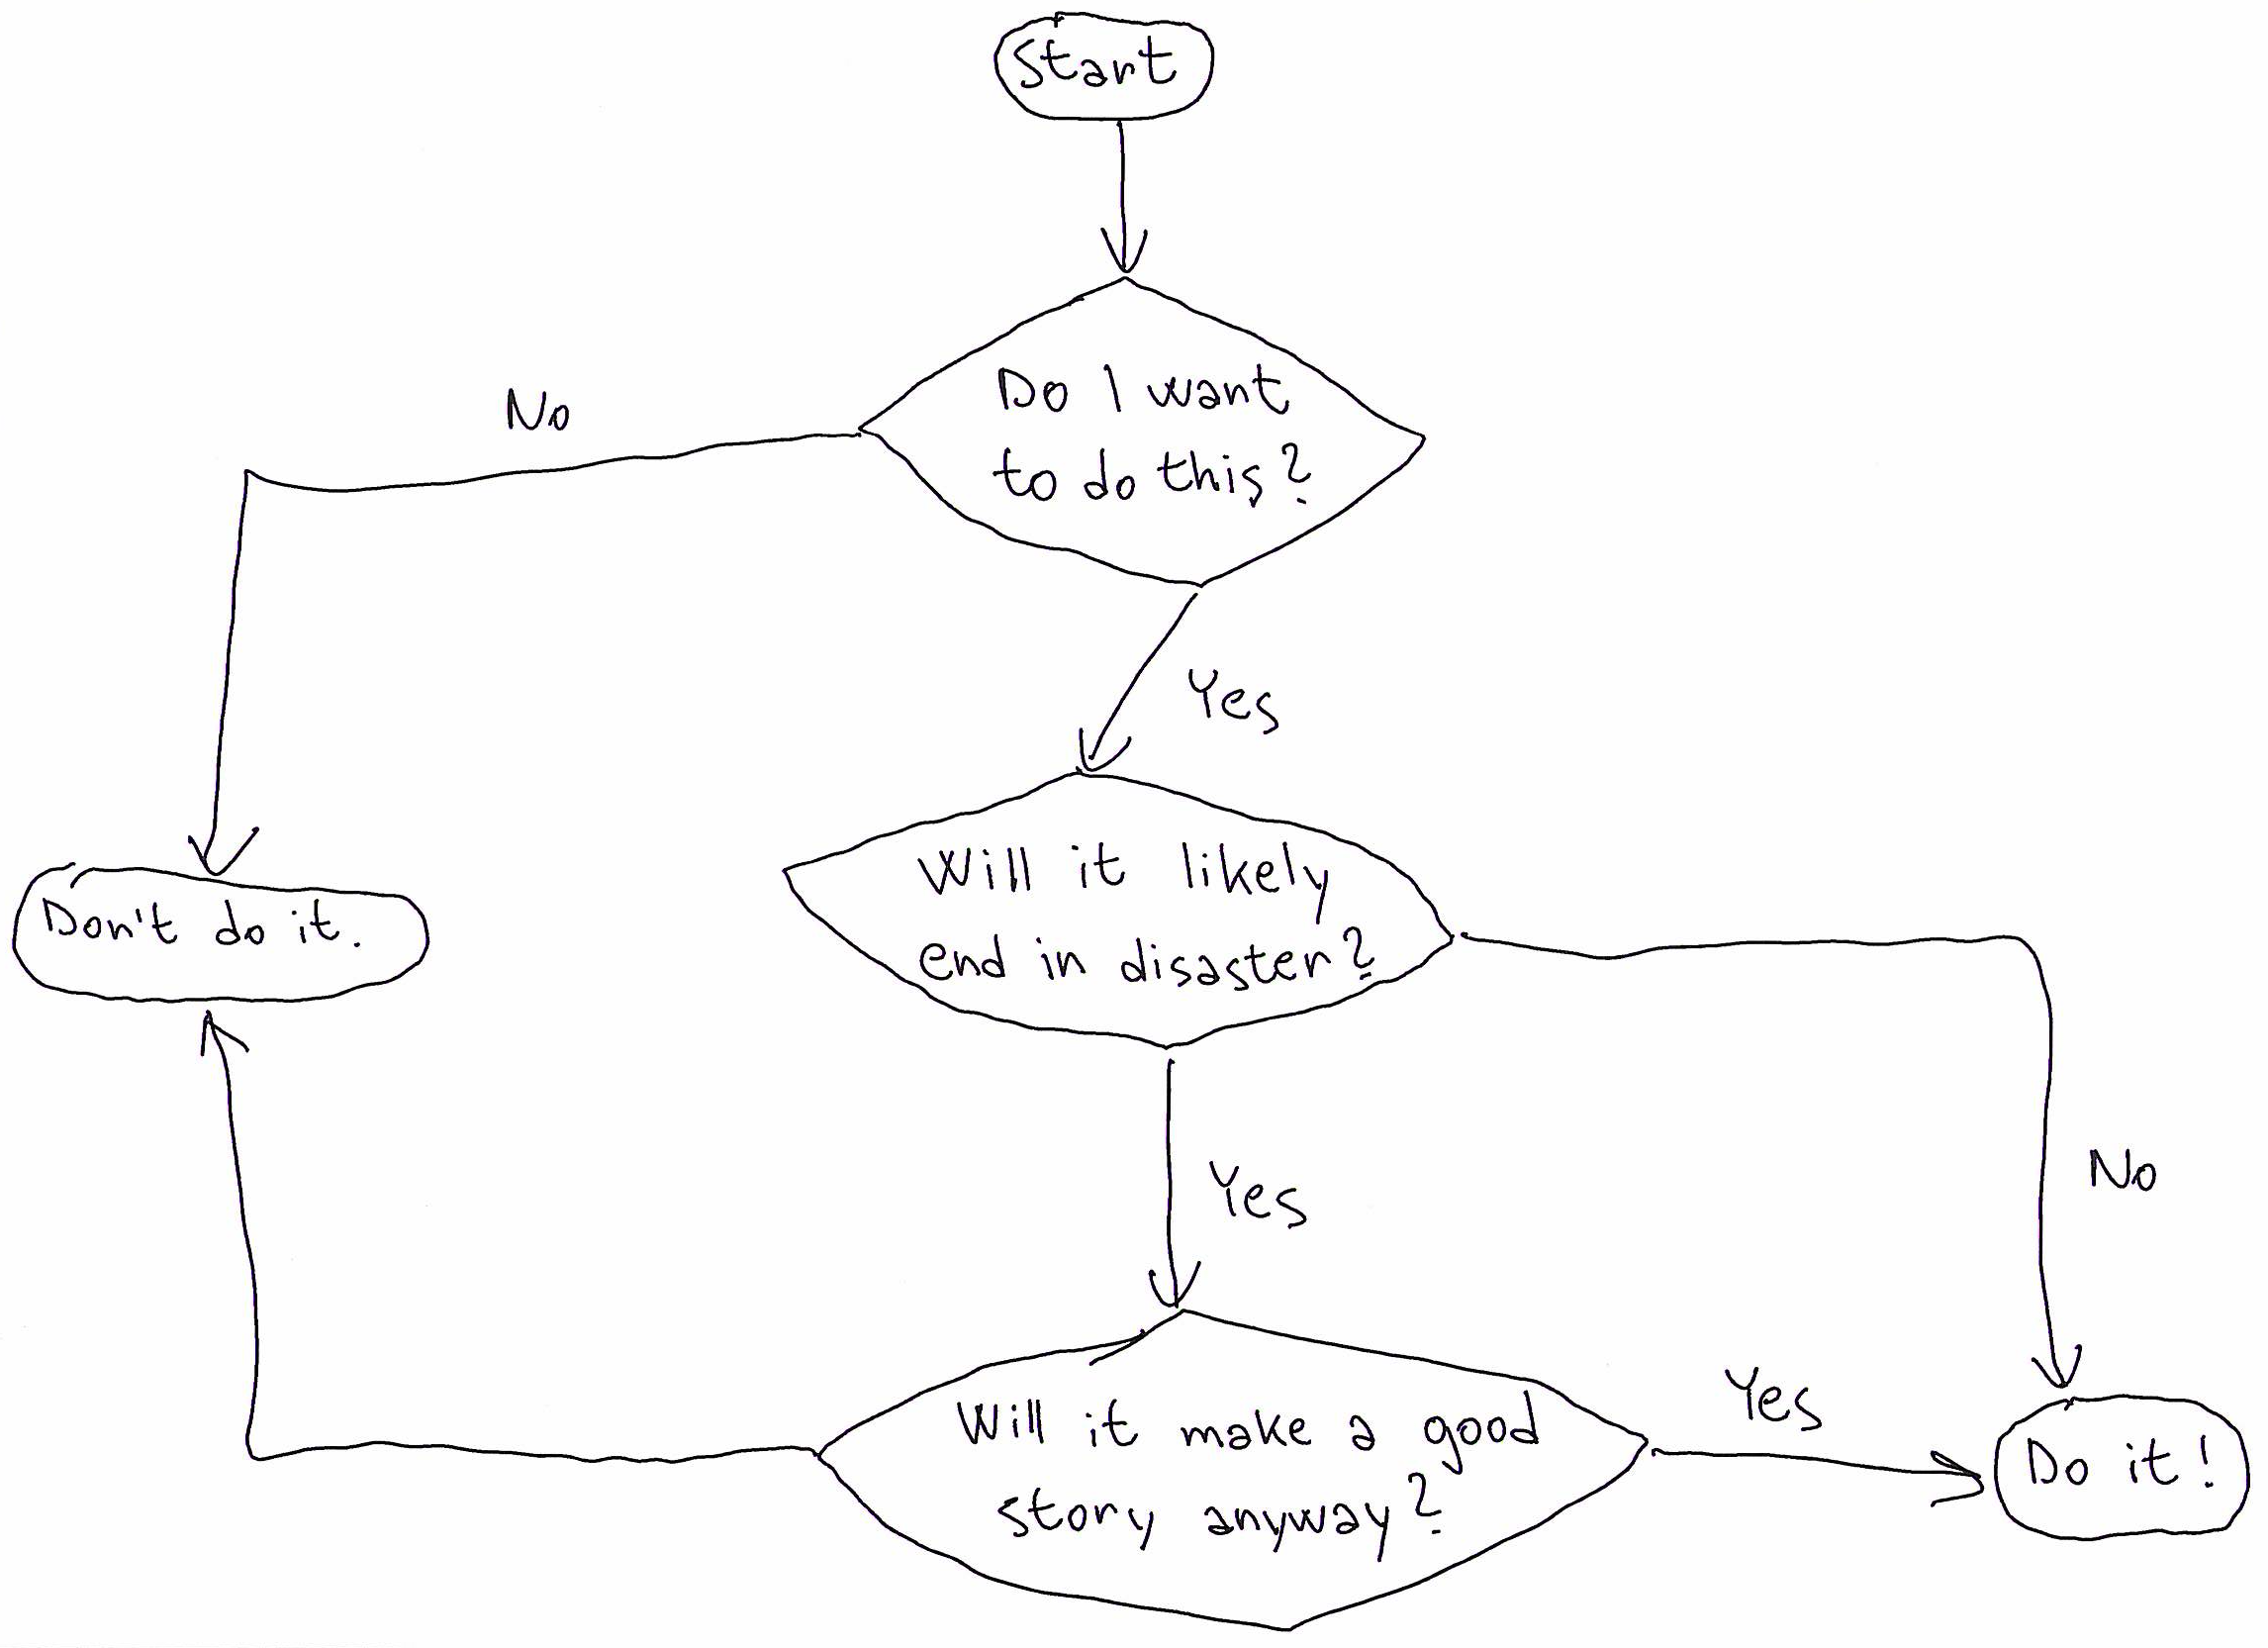 Start
Do I want
to do this?
No
Yes
Will it likely
end in disaster?
Don't do it.
Yes
No
Will it make a good
story, anyway?
Yes
Do it!